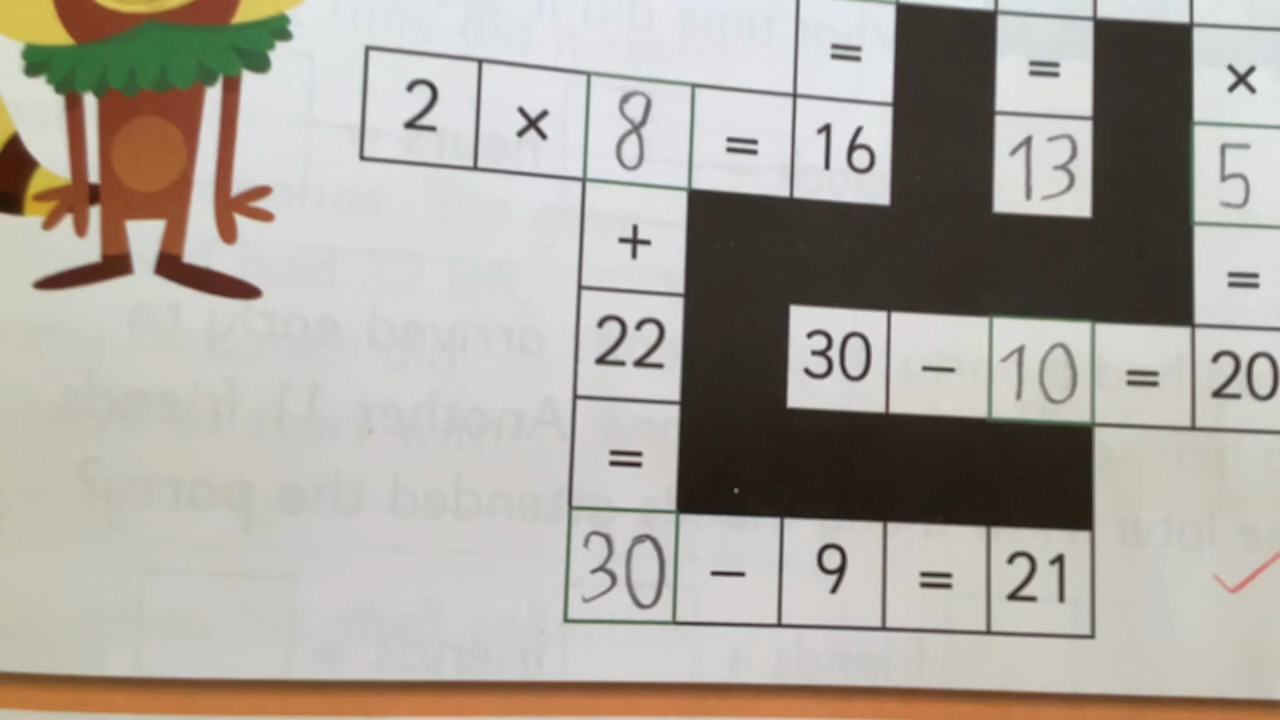 = = ×
2 × 8 = 16 13 5
+ =
22 30 − 10 = 20
=
30 − 9 = 21